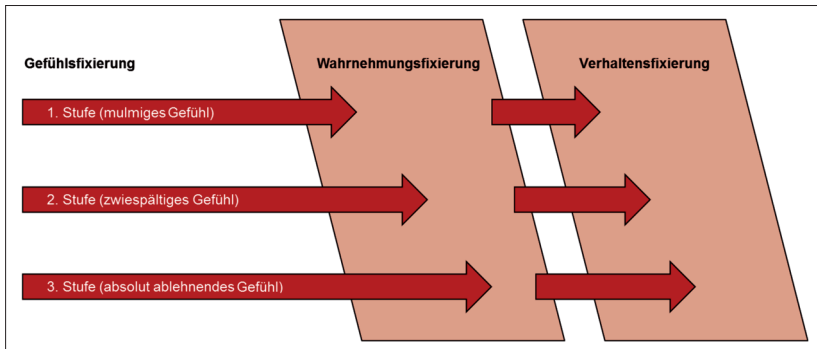 Gefühlsfixierung
Wahrnehmungsfixierung
Verhaltensfixierung
1. Stufe (mulmiges Gefühl)
2. Stufe (zwiespältiges Gefühl)
3. Stufe (absolut ablehnendes Gefühl)